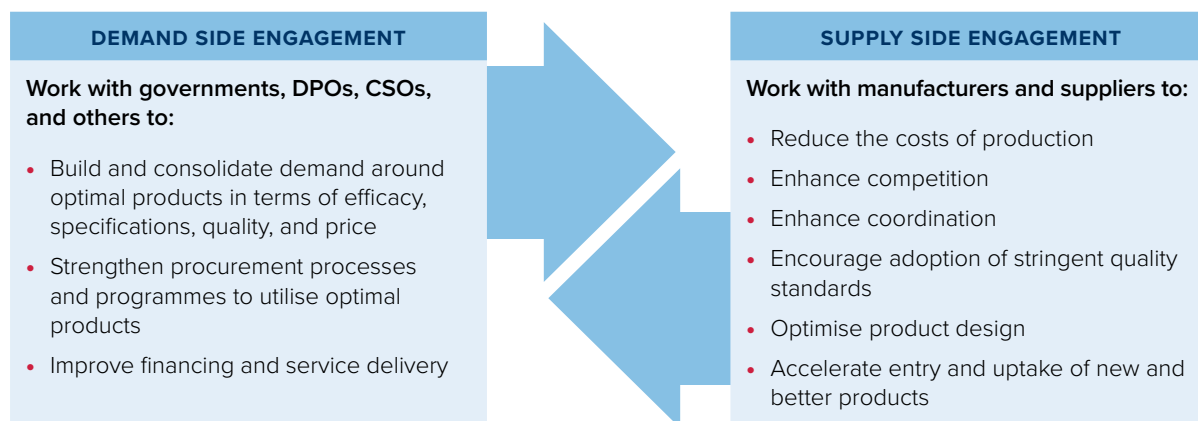 DEMAND SIDE ENGAGEMENT
Work with governments, DPOs, CSOs,
and others to:
• Build and consolidate demand around
optimal products in terms of efficacy,
specifications, quality, and price
• Strengthen procurement processes
and programmes to utilise optimal
products
• Improve financing and service delivery
SUPPLY SIDE ENGAGEMENT
Work with manufacturers and suppliers to:
• Reduce the costs of production
• Enhance competition
• Enhance coordination
• Encourage adoption of stringent quality
standards
• Optimise product design
• Accelerate entry and uptake of new and
better products